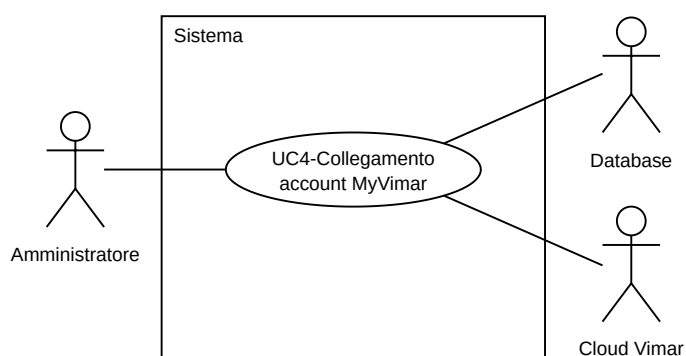 Sistema
UC4-Collegamento
account MyVimar
Database
Amministratore
Cloud Vimar